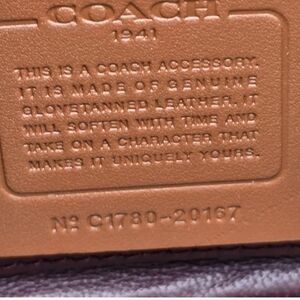 COACH
1941
THIS IS A COACH ACCESSORY.
IT IS MADE OF GENUINE
GLOVETANNED LEATHER. IT
WILL SOFTEN WITH TIME AND
TAKE ON A CHARACTER THAT
MAKES IT UNIQUELY YOURS.
Nº C1780-20167